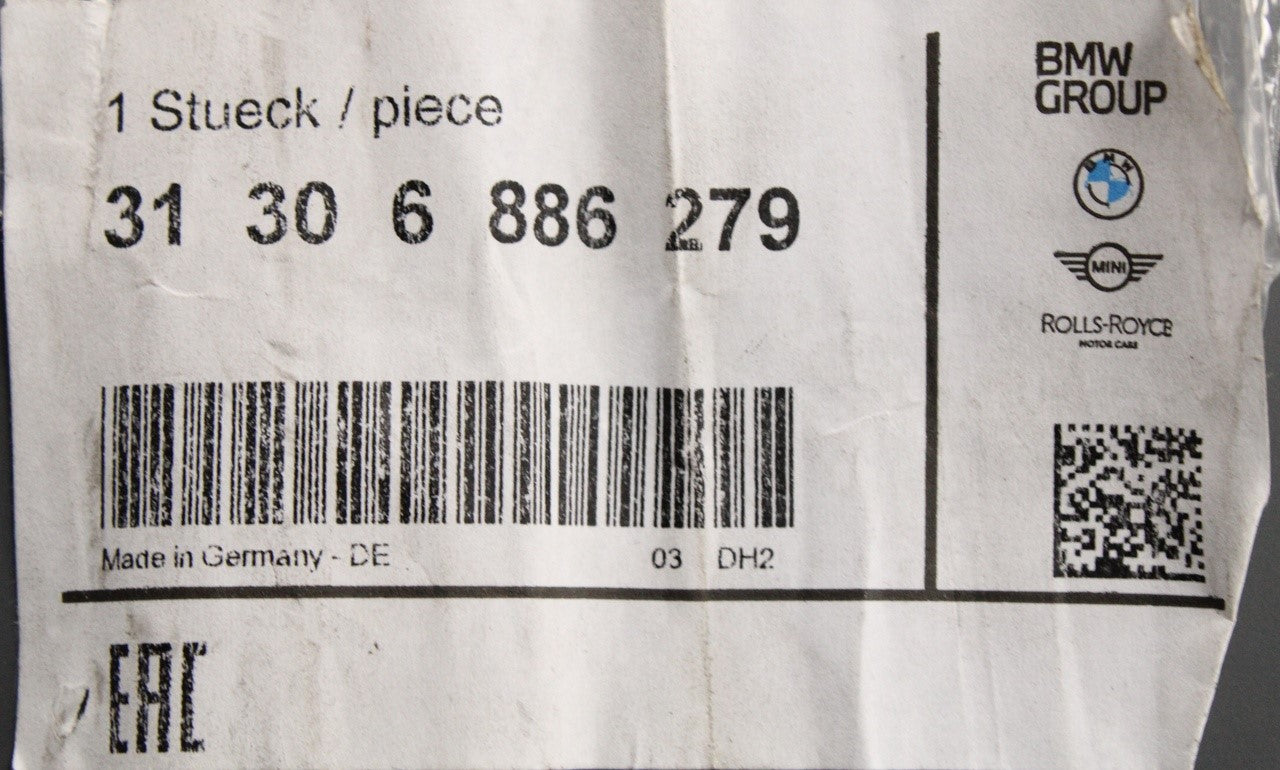 1 Stueck / piece
31 30 6 886 279
Made in Germany - DE
03 DH2
EAC
BMW
GROUP
BMW
MINI
ROLLS-ROYCE
MOTOR CARS